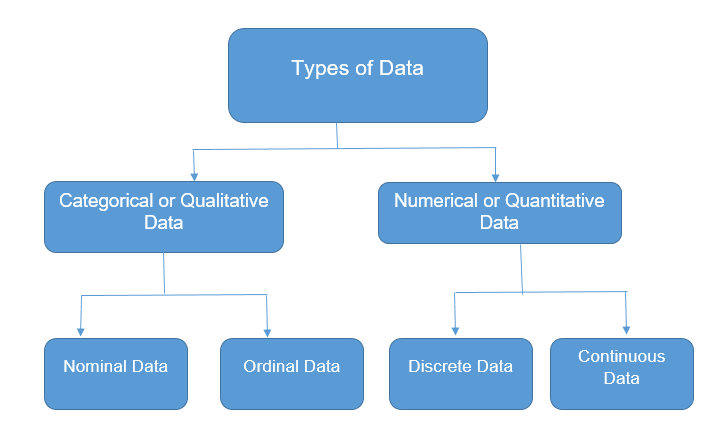 Types of Data
Categorical or Qualitative
Data
Numerical or Quantitative
Data
Nominal Data
Ordinal Data
Discrete Data
Continuous
Data